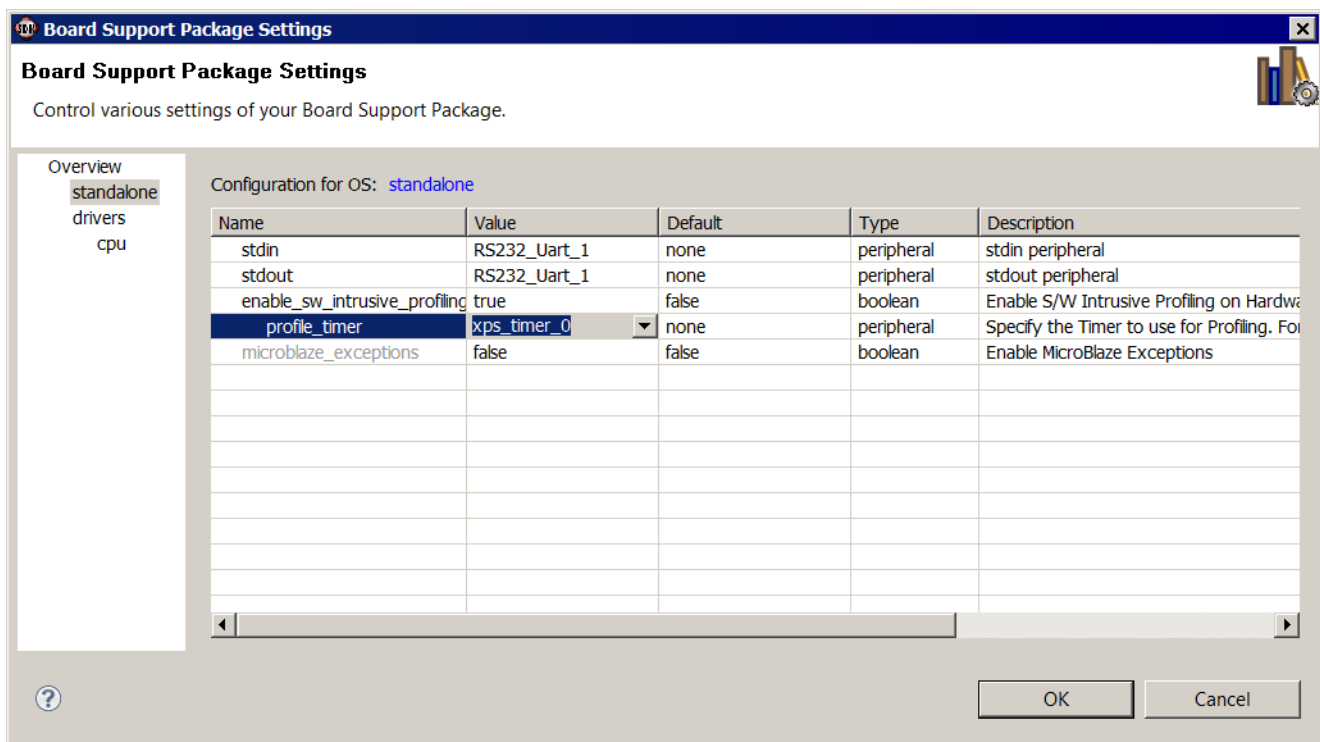 SDK Board Support Package Settings
Board Support Package Settings
Control various settings of your Board Support Package.
Overview
standalone
drivers
cpu
Configuration for OS: standalone
Name Value Default Type Description
stdin RS232_Uart_1 none peripheral stdin peripheral
stdout RS232_Uart_1 none peripheral stdout peripheral
enable_sw_intrusive_profiling true false boolean Enable S/W Intrusive Profiling on Hardwa
profile_timer xps_timer_0 none peripheral Specify the Timer to use for Profiling. For
microblaze_exceptions false false boolean Enable MicroBlaze Exceptions
OK Cancel